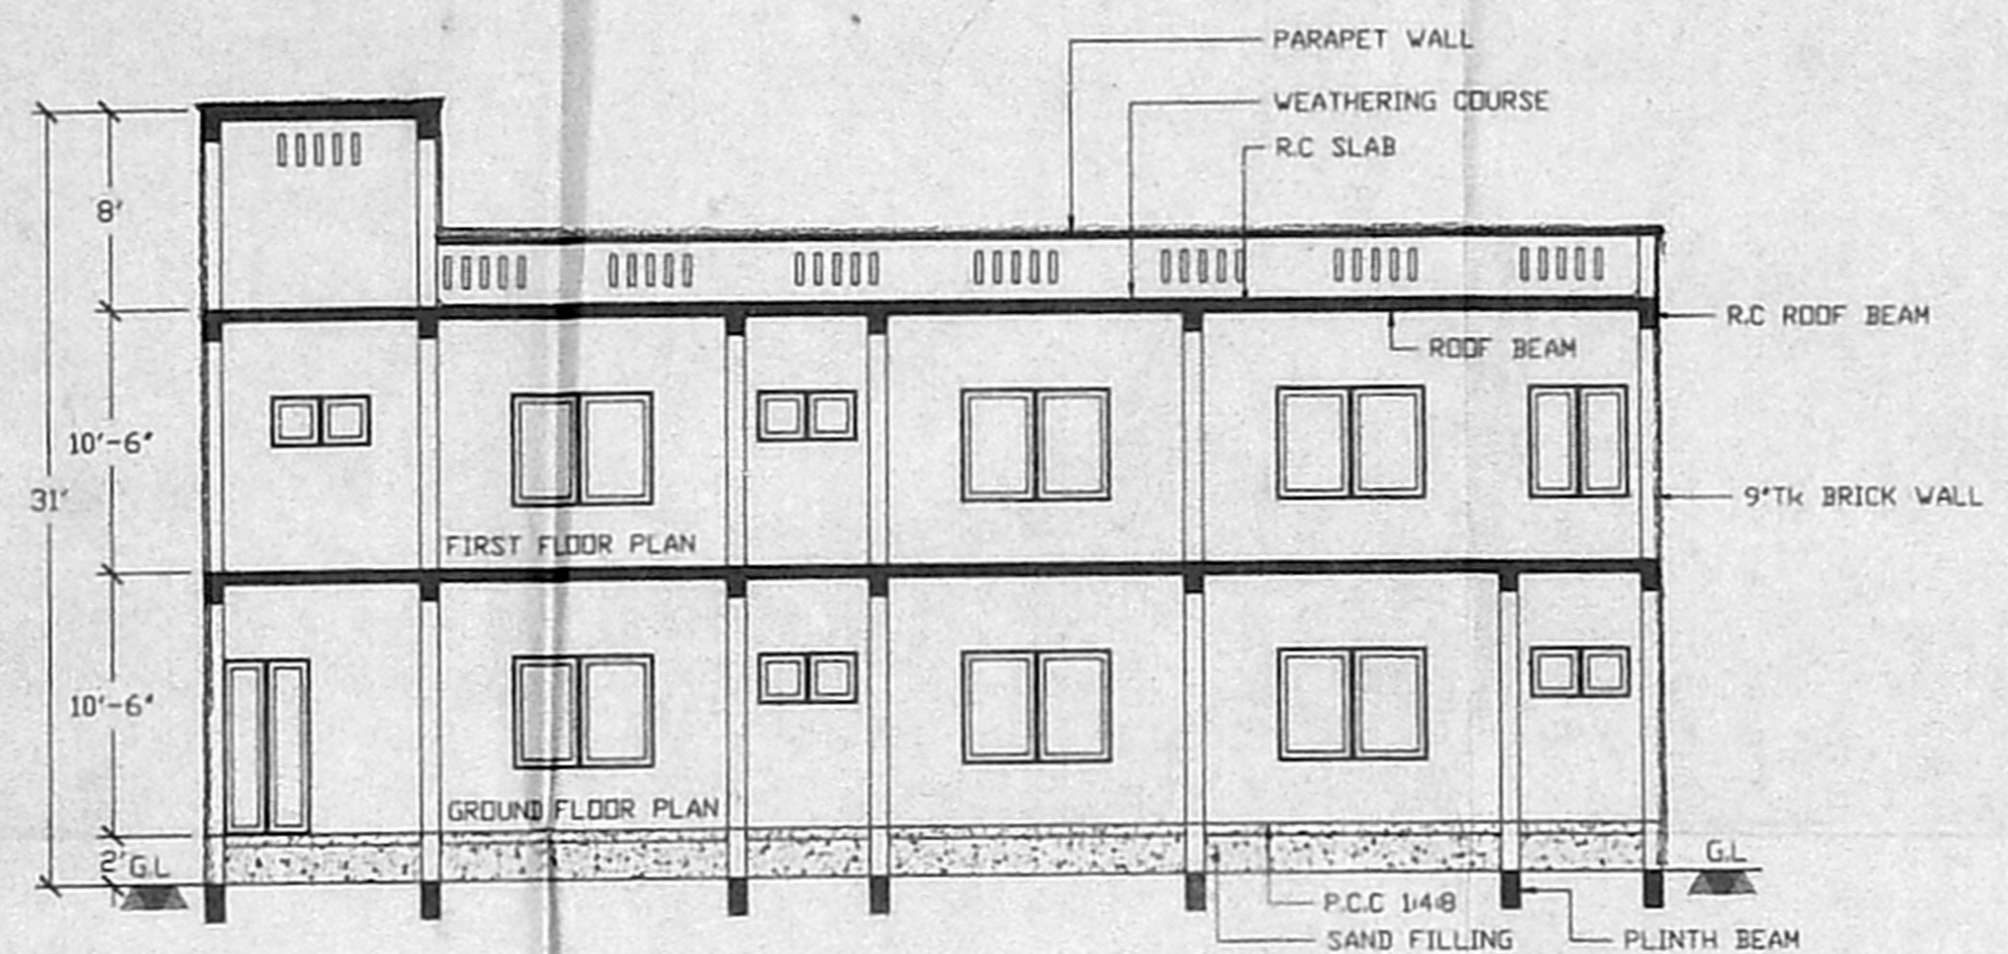 PARAPET WALL
WEATHERING COURSE
R.C SLAB
8'
R.C ROOF BEAM
ROOF BEAM
10'-6"
31'
9"Tk BRICK WALL
FIRST FLOOR PLAN
10'-6"
GROUND FLOOR PLAN
2'
G.L
G.L
P.C.C 1:4:8
SAND FILLING
PLINTH BEAM